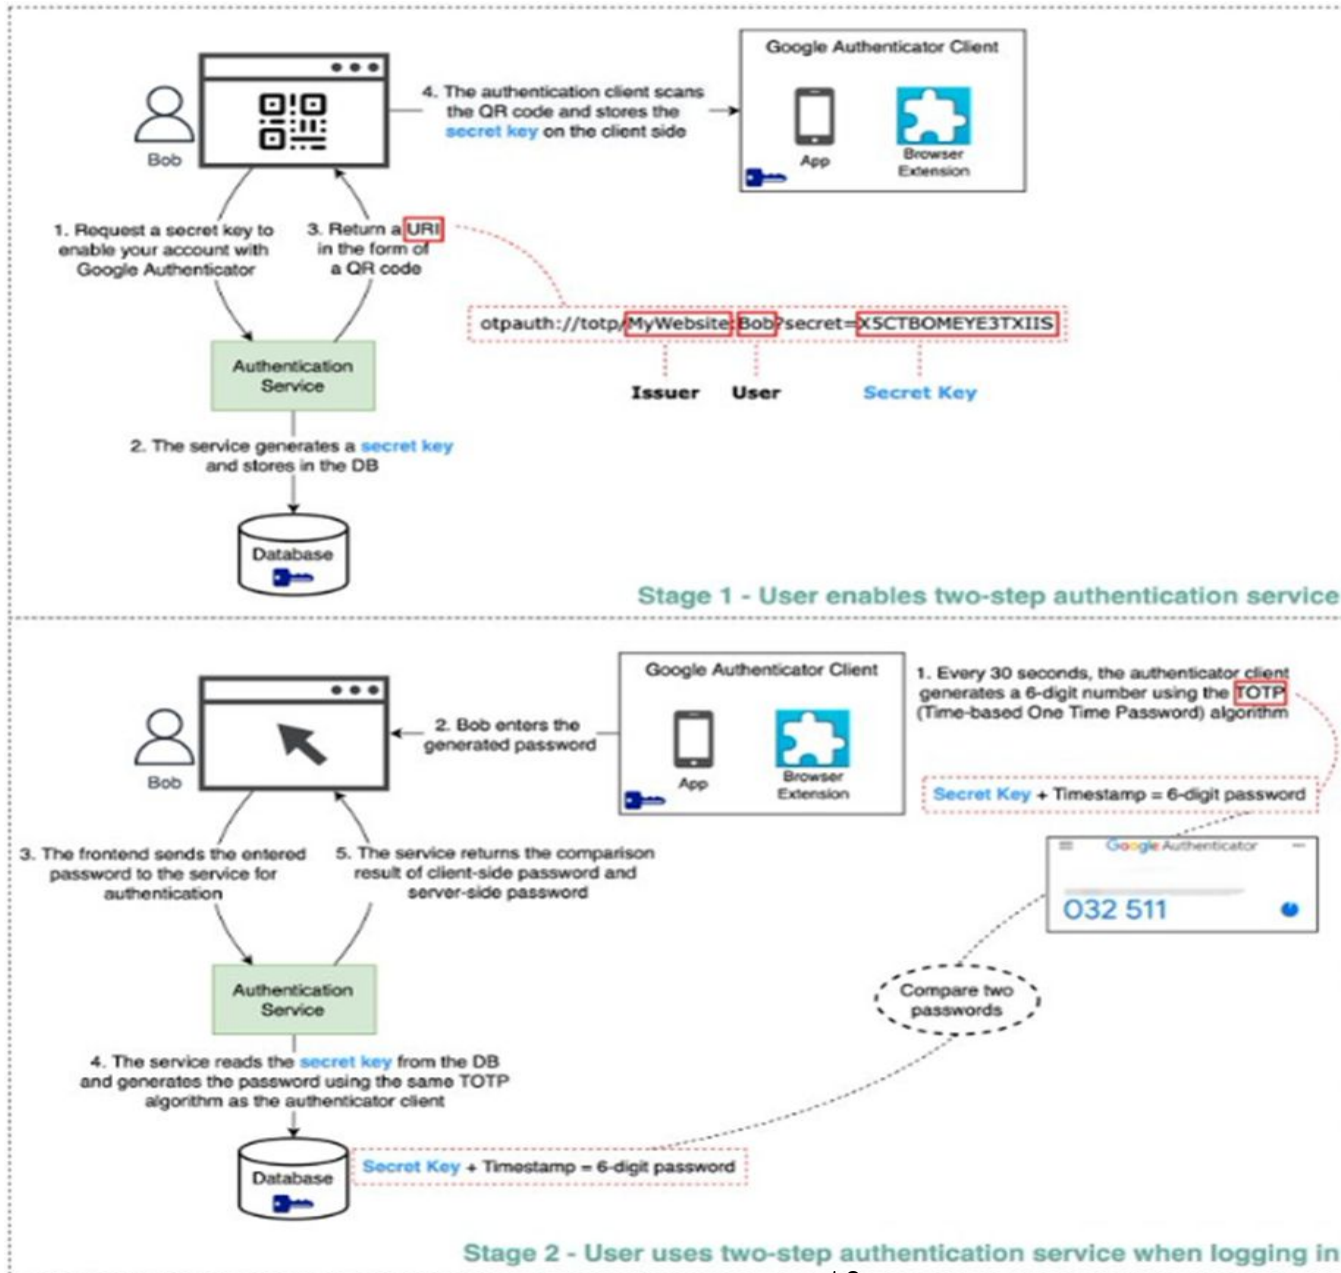 Google Authenticator Client
4. The authentication client scans
the QR code and stores the
secret key on the client side
App
Browser
Extension
Bob
1. Request a secret key to
enable your account with
Google Authenticator
3. Return a URI
in the form of
a QR code
otpauth://totp/MyWebsite:Bob?secret=X5CTBOMEYE3TXIIS
Issuer User Secret Key
Authentication
Service
2. The service generates a secret key
and stores in the DB
Database
Stage 1 - User enables two-step authentication service
Google Authenticator Client
1. Every 30 seconds, the authenticator client
generates a 6-digit number using the TOTP
(Time-based One Time Password) algorithm
2. Bob enters the
generated password
App
Browser
Extension
Bob
Secret Key + Timestamp = 6-digit password
3. The frontend sends the entered
password to the service for
authentication
5. The service returns the comparison
result of client-side password and
server-side password
Google Authenticator
032 511
Authentication
Service
Compare two
passwords
4. The service reads the secret key from the DB
and generates the password using the same TOTP
algorithm as the authenticator client
Database
Secret Key + Timestamp = 6-digit password
Stage 2 - User uses two-step authentication service when logging in